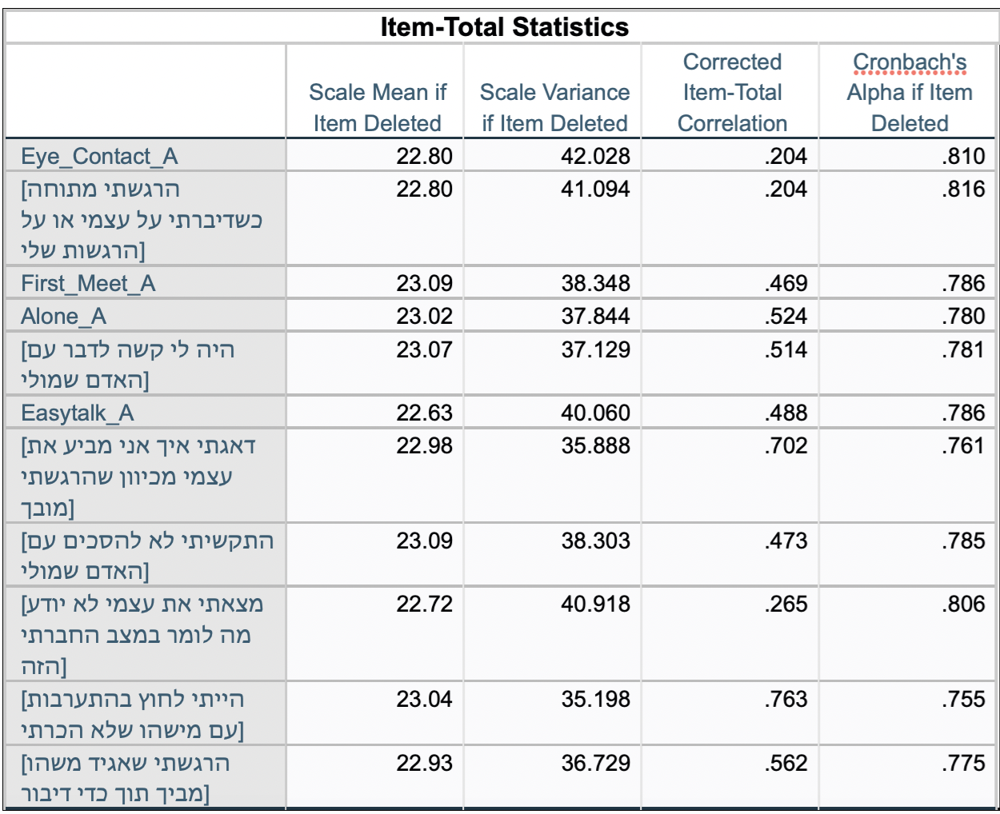 Item-Total Statistics
Scale Mean if Item Deleted
Scale Variance if Item Deleted
Corrected Item-Total Correlation
Cronbach's Alpha if Item Deleted
Eye_Contact_A 22.80 42.028 .204 .810
[הרגשתי מתוחה 22.80 41.094 .204 .816
כשדיברתי על עצמי או על
הרגשות שלי]
First_Meet_A 23.09 38.348 .469 .786
Alone_A 23.02 37.844 .524 .780
[היה לי קשה לדבר עם 23.07 37.129 .514 .781
האדם שמולי]
Easytalk_A 22.63 40.060 .488 .786
[דאגתי איך אני מביע את 22.98 35.888 .702 .761
עצמי מכיוון שהרגשתי
מובך]
[התקשיתי לא להסכים עם 23.09 38.303 .473 .785
האדם שמולי]
[מצאתי את עצמי לא יודע 22.72 40.918 .265 .806
מה לומר במצב החברתי
הזה]
[הייתי לחוץ בהתערבות 23.04 35.198 .763 .755
עם מישהו שלא הכרתי]
[הרגשתי שאגיד משהו 22.93 36.729 .562 .775
מביך תוך כדי דיבור]